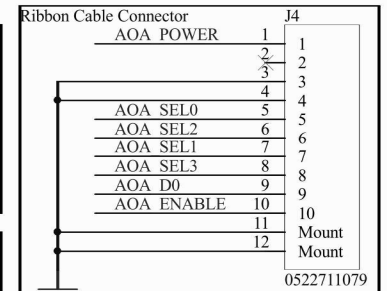 Ribbon Cable Connector J4
AOA POWER 1 1
2 2
3 3
4 4
AOA SEL0 5 5
AOA SEL2 6 6
AOA SEL1 7 7
AOA SEL3 8 8
AOA D0 9 9
AOA ENABLE 10 10
11 Mount
12 Mount
0522711079